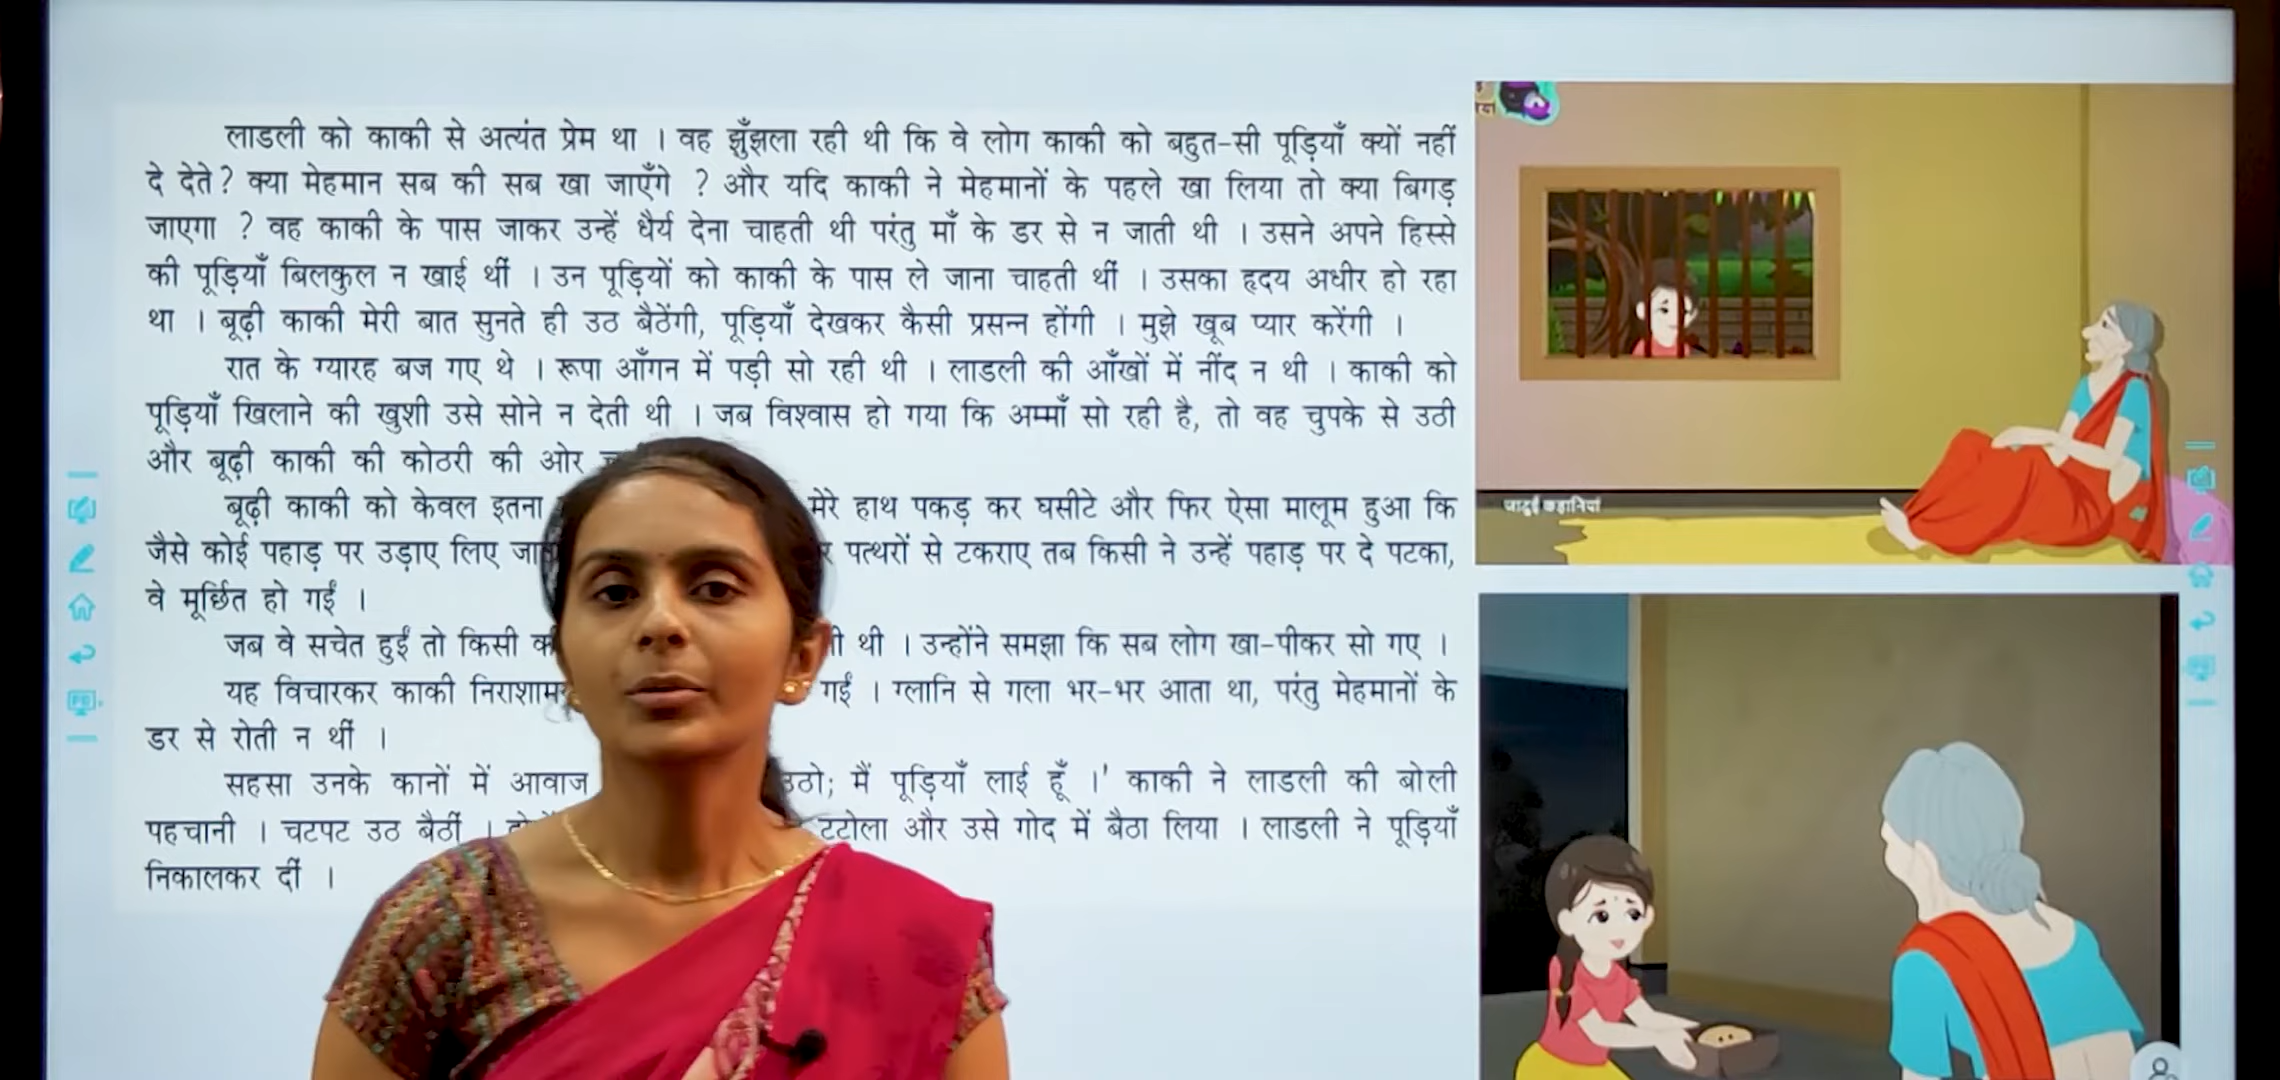 लाडली को काकी से अत्यंत प्रेम था । वह झुँझला रही थी कि वे लोग काकी को बहुत-सी पूड़ियाँ क्यों नहीं
दे देते? क्या मेहमान सब की सब खा जाएँगे ? और यदि काकी ने मेहमानों के पहले खा लिया तो क्या बिगड़
जाएगा ? वह काकी के पास जाकर उन्हें धैर्य देना चाहती थी परंतु माँ के डर से न जाती थी । उसने अपने हिस्से
की पूड़ियाँ बिलकुल न खाई थीं । उन पूड़ियों को काकी के पास ले जाना चाहती थीं । उसका हृदय अधीर हो रहा
था । बूढ़ी काकी मेरी बात सुनते ही उठ बैठेंगी, पूड़ियाँ देखकर कैसी प्रसन्न होंगी । मुझे खूब प्यार करेंगी ।
रात के ग्यारह बज गए थे । रूपा आँगन में पड़ी सो रही थी । लाडली की आँखों में नींद न थी । काकी को
पूड़ियाँ खिलाने की खुशी उसे सोने न देती थी । जब विश्वास हो गया कि अम्माँ सो रही है, तो वह चुपके से उठी
और बूढ़ी काकी की कोठरी की ओर
बूढ़ी काकी को केवल इतना मेरे हाथ पकड़ कर घसीटे और फिर ऐसा मालूम हुआ कि
जैसे कोई पहाड़ पर उड़ाए लिए पत्थरों से टकराए तब किसी ने उन्हें पहाड़ पर दे पटका,
वे मूर्छित हो गईं ।
जब वे सचेत हुईं तो किसी थी । उन्होंने समझा कि सब लोग खा-पीकर सो गए ।
यह विचारकर काकी गईं । ग्लानि से गला भर-भर आता था, परंतु मेहमानों के
डर से रोती न थीं ।
सहसा उनके कानों में आवाज मैं पूड़ियाँ लाई हूँ ।' काकी ने लाडली की बोली
पहचानी । चटपट उठ बैठीं । टटोला और उसे गोद में बैठा लिया । लाडली ने पूड़ियाँ
निकालकर दीं ।
जादुई कहानियां